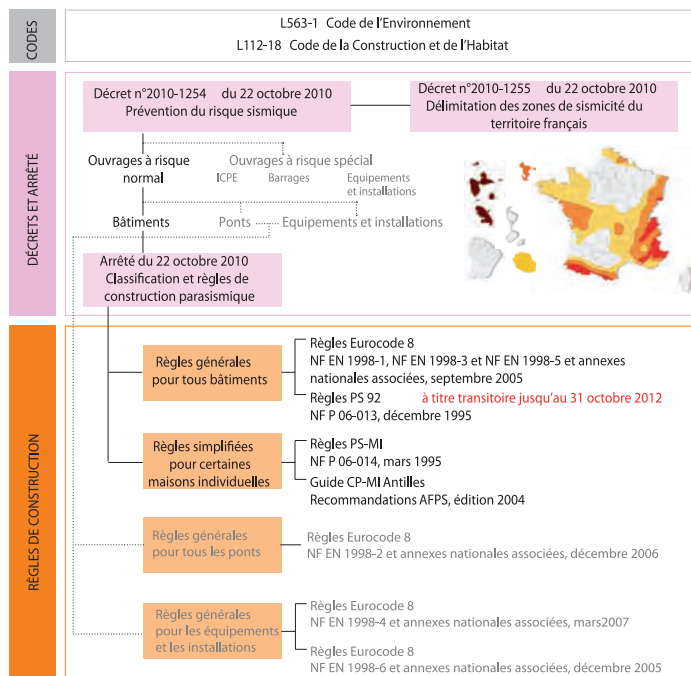 CODES
L563-1 Code de l'Environnement
L112-18 Code de la Construction et de l'Habitat
DÉCRETS ET ARRÊTÉ
Décret n°2010-1254 du 22 octobre 2010
Prévention du risque sismique
Décret n°2010-1255 du 22 octobre 2010
Délimitation des zones de sismicité du
territoire français
Ouvrages à risque
normal
Ouvrages à risque spécial
ICPE Barrages Equipements
et installations
Bâtiments Ponts Equipements et installations
Arrêté du 22 octobre 2010
Classification et règles de
construction parasismique
RÈGLES DE CONSTRUCTION
Règles générales
pour tous bâtiments
Règles Eurocode 8
NF EN 1998-1, NF EN 1998-3 et NF EN 1998-5 et annexes
nationales associées, septembre 2005
Règles PS 92 à titre transitoire jusqu'au 31 octobre 2012
NF P 06-013, décembre 1995
Règles simplifiées
pour certaines
maisons individuelles
Règles PS-MI
NF P 06-014, mars 1995
Guide CP-MI Antilles
Recommandations AFPS, édition 2004
Règles générales
pour tous les ponts
Règles Eurocode 8
NF EN 1998-2 et annexes nationales associées, décembre 2006
Règles générales
pour les équipements
et les installations
Règles Eurocode 8
NF EN 1998-4 et annexes nationales associées, mars2007
Règles Eurocode 8
NF EN 1998-6 et annexes nationales associées, décembre 2005